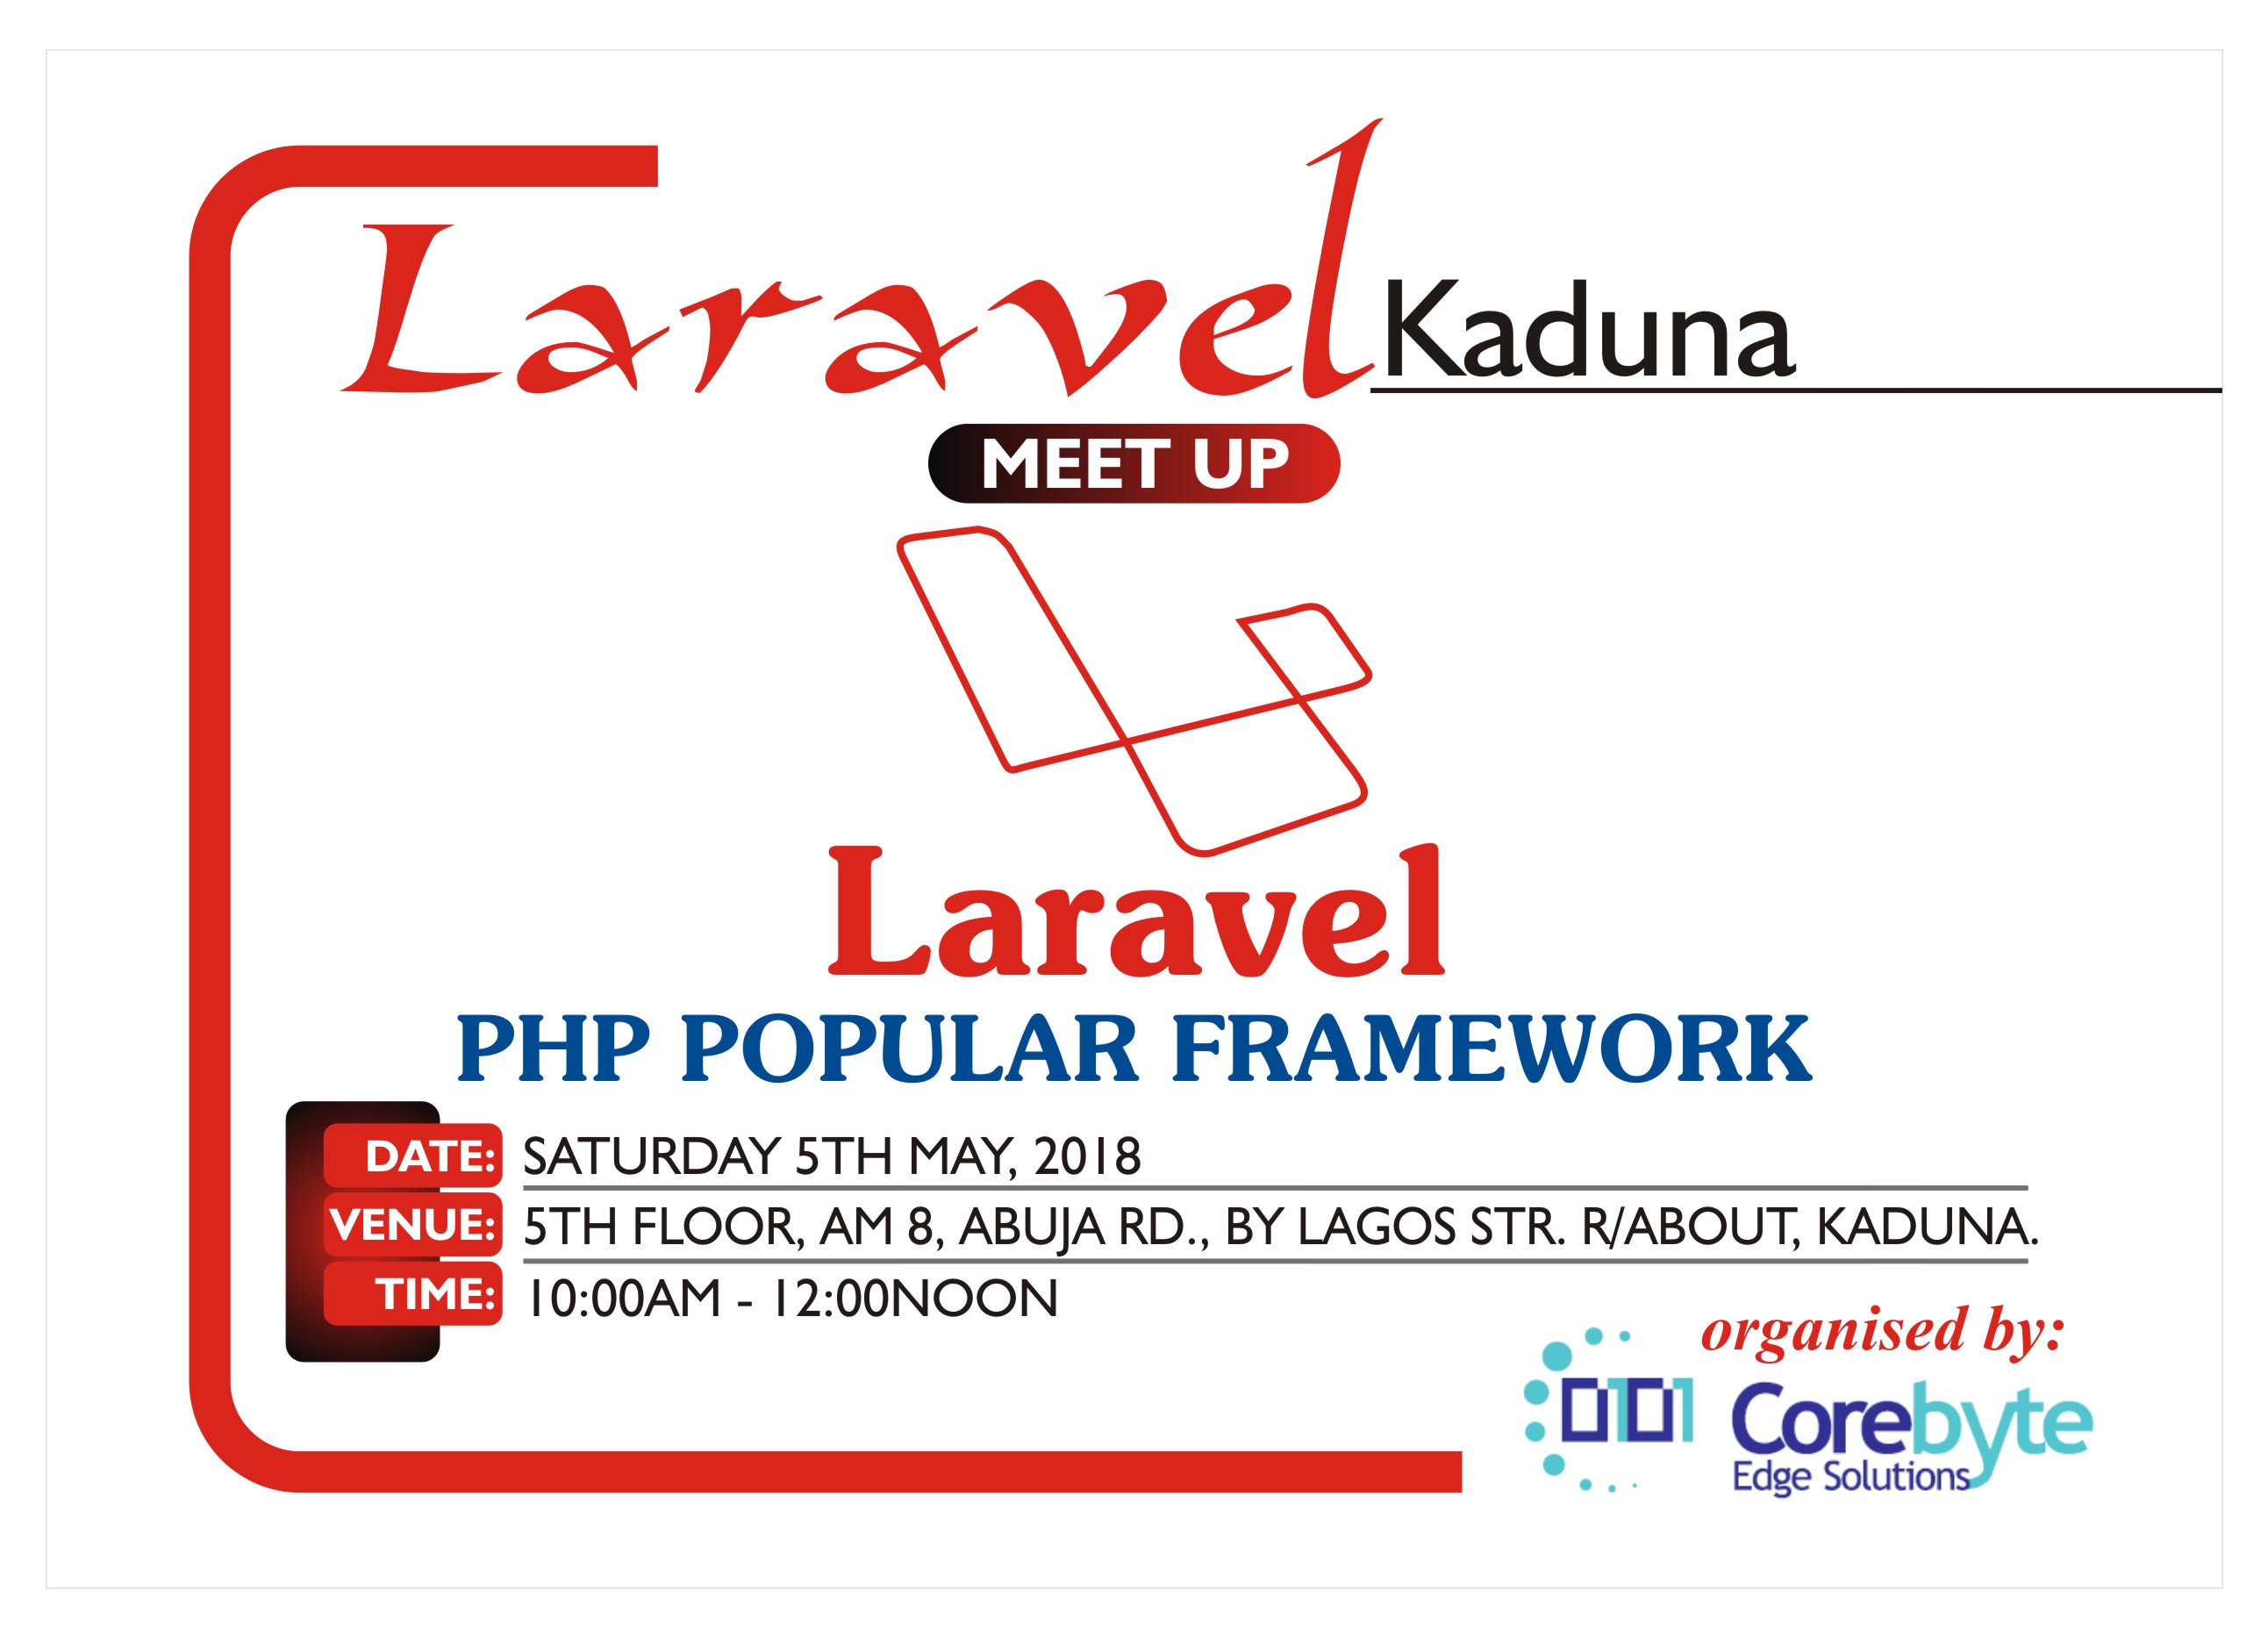 Laravel Kaduna
MEET UP
Laravel
PHP POPULAR FRAMEWORK
DATE: SATURDAY 5TH MAY, 2018
VENUE: 5TH FLOOR, AM 8, ABUJA RD., BY LAGOS STR. R/ABOUT, KADUNA.
TIME: 10:00AM - 12:00NOON
organised by:
0101
Corebyte
Edge Solutions